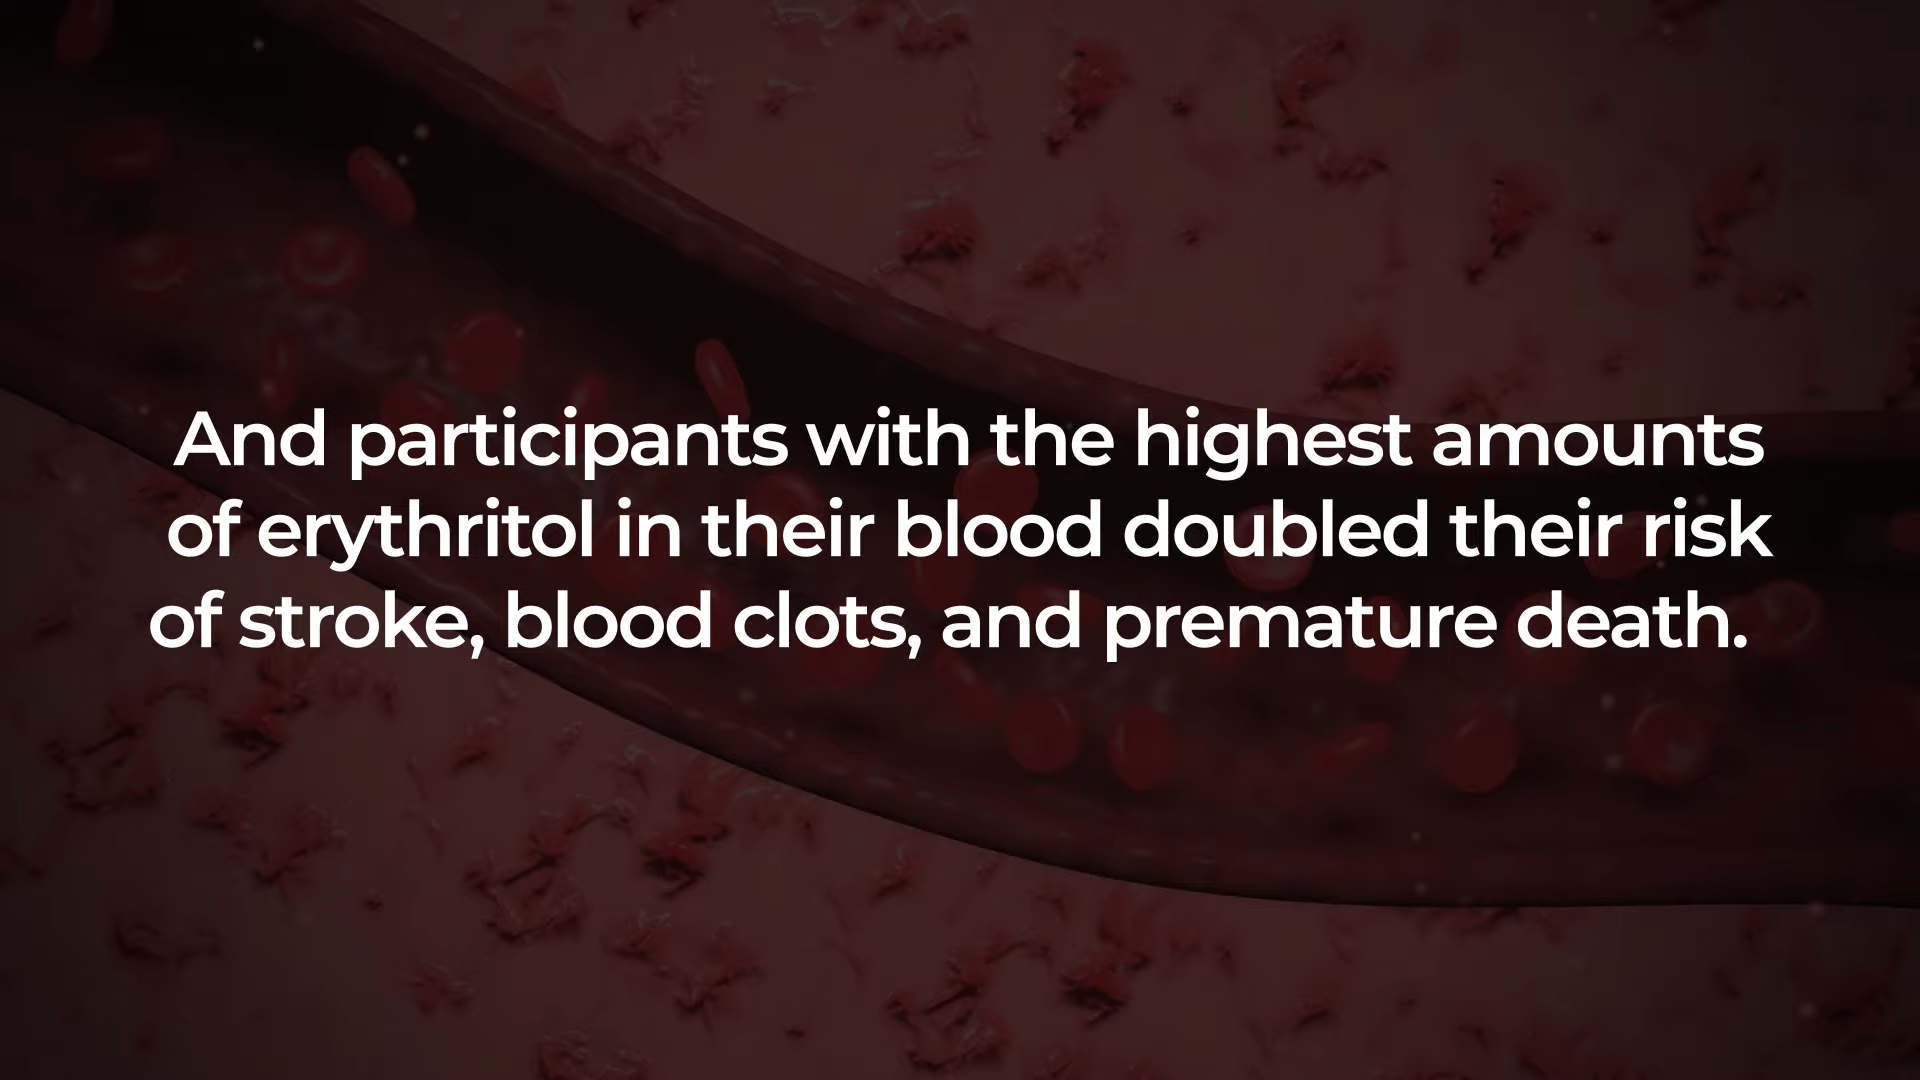 And participants with the highest amounts
of erythritol in their blood doubled their risk
of stroke, blood clots, and premature death.